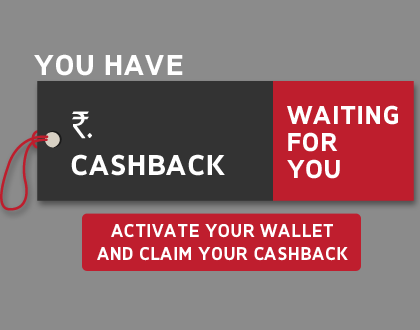 YOU HAVE
₹.
CASHBACK
WAITING
FOR
YOU
ACTIVATE YOUR WALLET
AND CLAIM YOUR CASHBACK